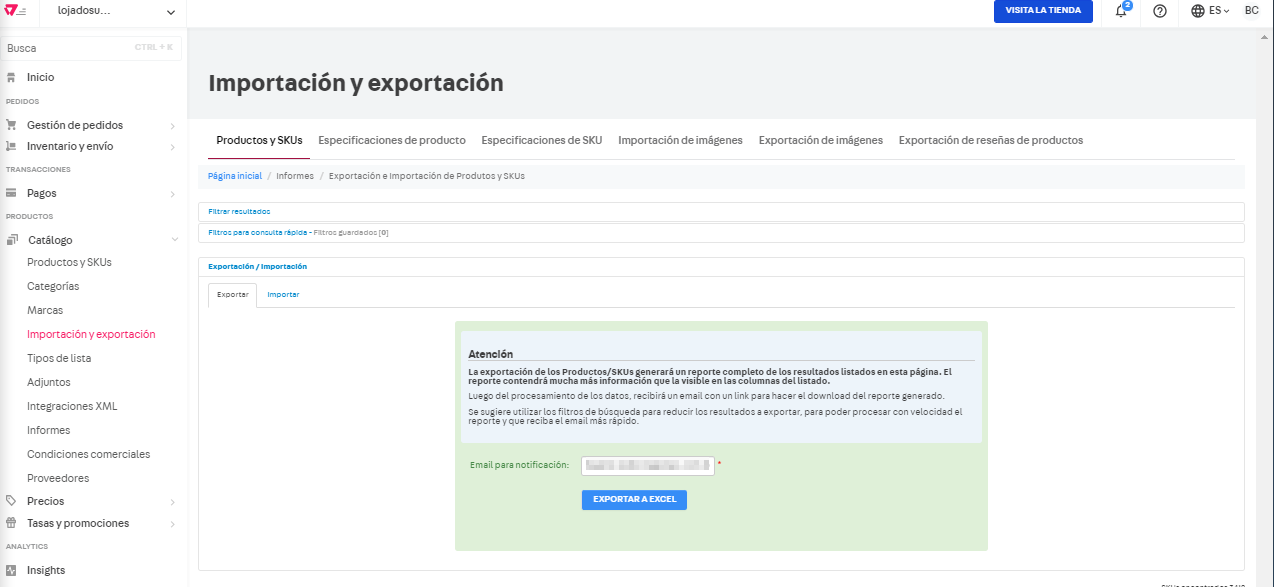 lojadosu...
VISITA LA TIENDA
2
ES
BC
Busca
CTRL + K
Inicio
PEDIDOS
Gestión de pedidos
Inventario y envío
TRANSACCIONES
Pagos
PRODUCTOS
Catálogo
Productos y SKUs
Categorías
Marcas
Importación y exportación
Tipos de lista
Adjuntos
Integraciones XML
Informes
Condiciones comerciales
Proveedores
Precios
Tasas y promociones
ANALYTICS
Insights
Importación y exportación
Productos y SKUs
Especificaciones de producto
Especificaciones de SKU
Importación de imágenes
Exportación de imágenes
Exportación de reseñas de productos
Página inicial / Informes / Exportación e Importación de Produtos y SKUs
Filtrar resultados
Filtros para consulta rápida - Filtros guardados [0]
Exportación / Importación
Exportar
Importar
Atención
La exportación de los Productos/SKUs generará un reporte completo de los resultados listados en esta página. El
reporte contendrá mucha más información que la visible en las columnas del listado.
Luego del procesamiento de los datos, recibirá un email con un link para hacer el download del reporte generado.
Se sugiere utilizar los filtros de búsqueda para reducir los resultados a exportar, para poder procesar con velocidad el
reporte y que reciba el email más rápido.
Email para notificación:
*
EXPORTAR A EXCEL